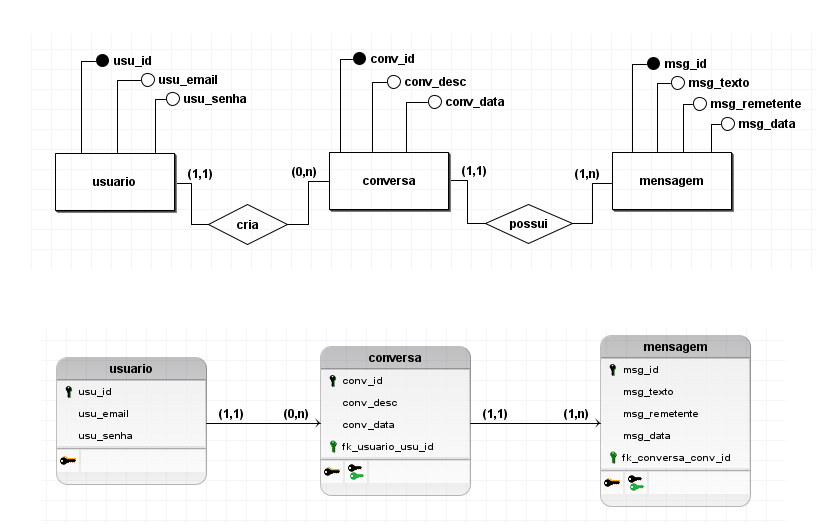 usu_id
usu_email
usu_senha
conv_id
conv_desc
conv_data
msg_id
msg_texto
msg_remetente
msg_data
usuario
(1,1)
cria
(0,n)
conversa
(1,1)
possui
(1,n)
mensagem
usuario
usu_id
usu_email
usu_senha
(1,1)
(0,n)
conversa
conv_id
conv_desc
conv_data
fk_usuario_usu_id
(1,1)
(1,n)
mensagem
msg_id
msg_texto
msg_remetente
msg_data
fk_conversa_conv_id